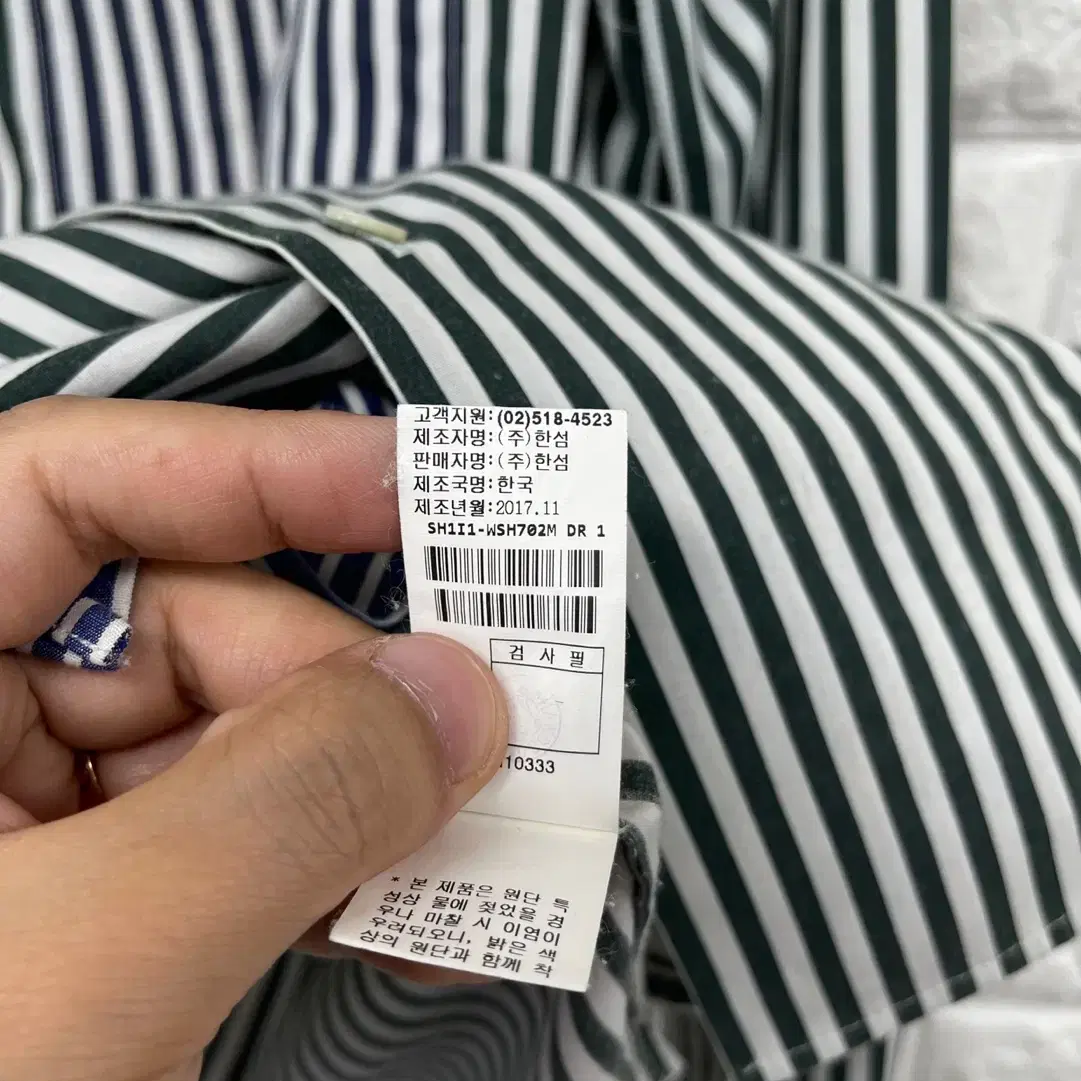 고객지원:(02)518-4523
제조자명:(주)한섬
판매자명:(주)한섬
제조국명:한국
제조년월:2017.11
SH1I1-WSH702M DR 1
검 사 필
10333
* 본 제품은 원단 특
성상 물에 젖었을 경
우나 마찰 시 이염이
우려되오니, 밝은 색
상의 원단과 함께 착